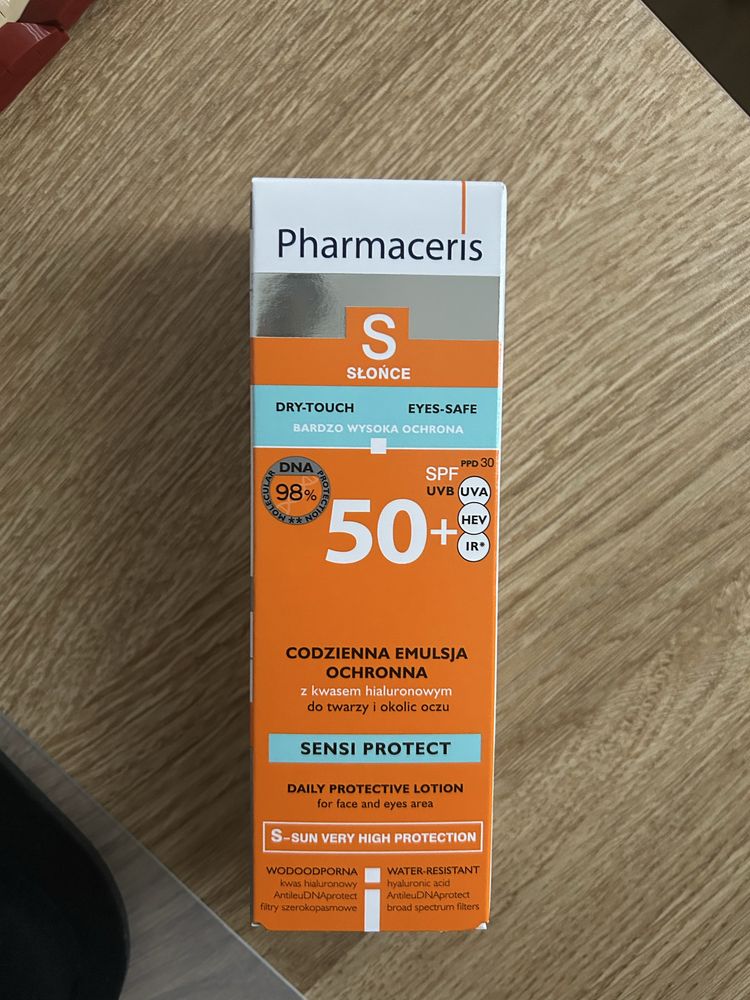 Pharmaceris
S
SŁOŃCE
DRY-TOUCH EYES-SAFE
BARDZO WYSOKA OCHRONA
DNA
98%
MOLECULAR ** PROTECTION
SPF PPD 30
UVB UVA
50+ HEV
IR*
CODZIENNA EMULSJA
OCHRONNA
z kwasem hialuronowym
do twarzy i okolic oczu
SENSI PROTECT
DAILY PROTECTIVE LOTION
for face and eyes area
S-SUN VERY HIGH PROTECTION
WODOODPORNA
kwas hialuronowy
AntileuDNAprotect
filtry szerokopasmowe
WATER-RESISTANT
hyaluronic acid
AntileuDNAprotect
broad spectrum filters